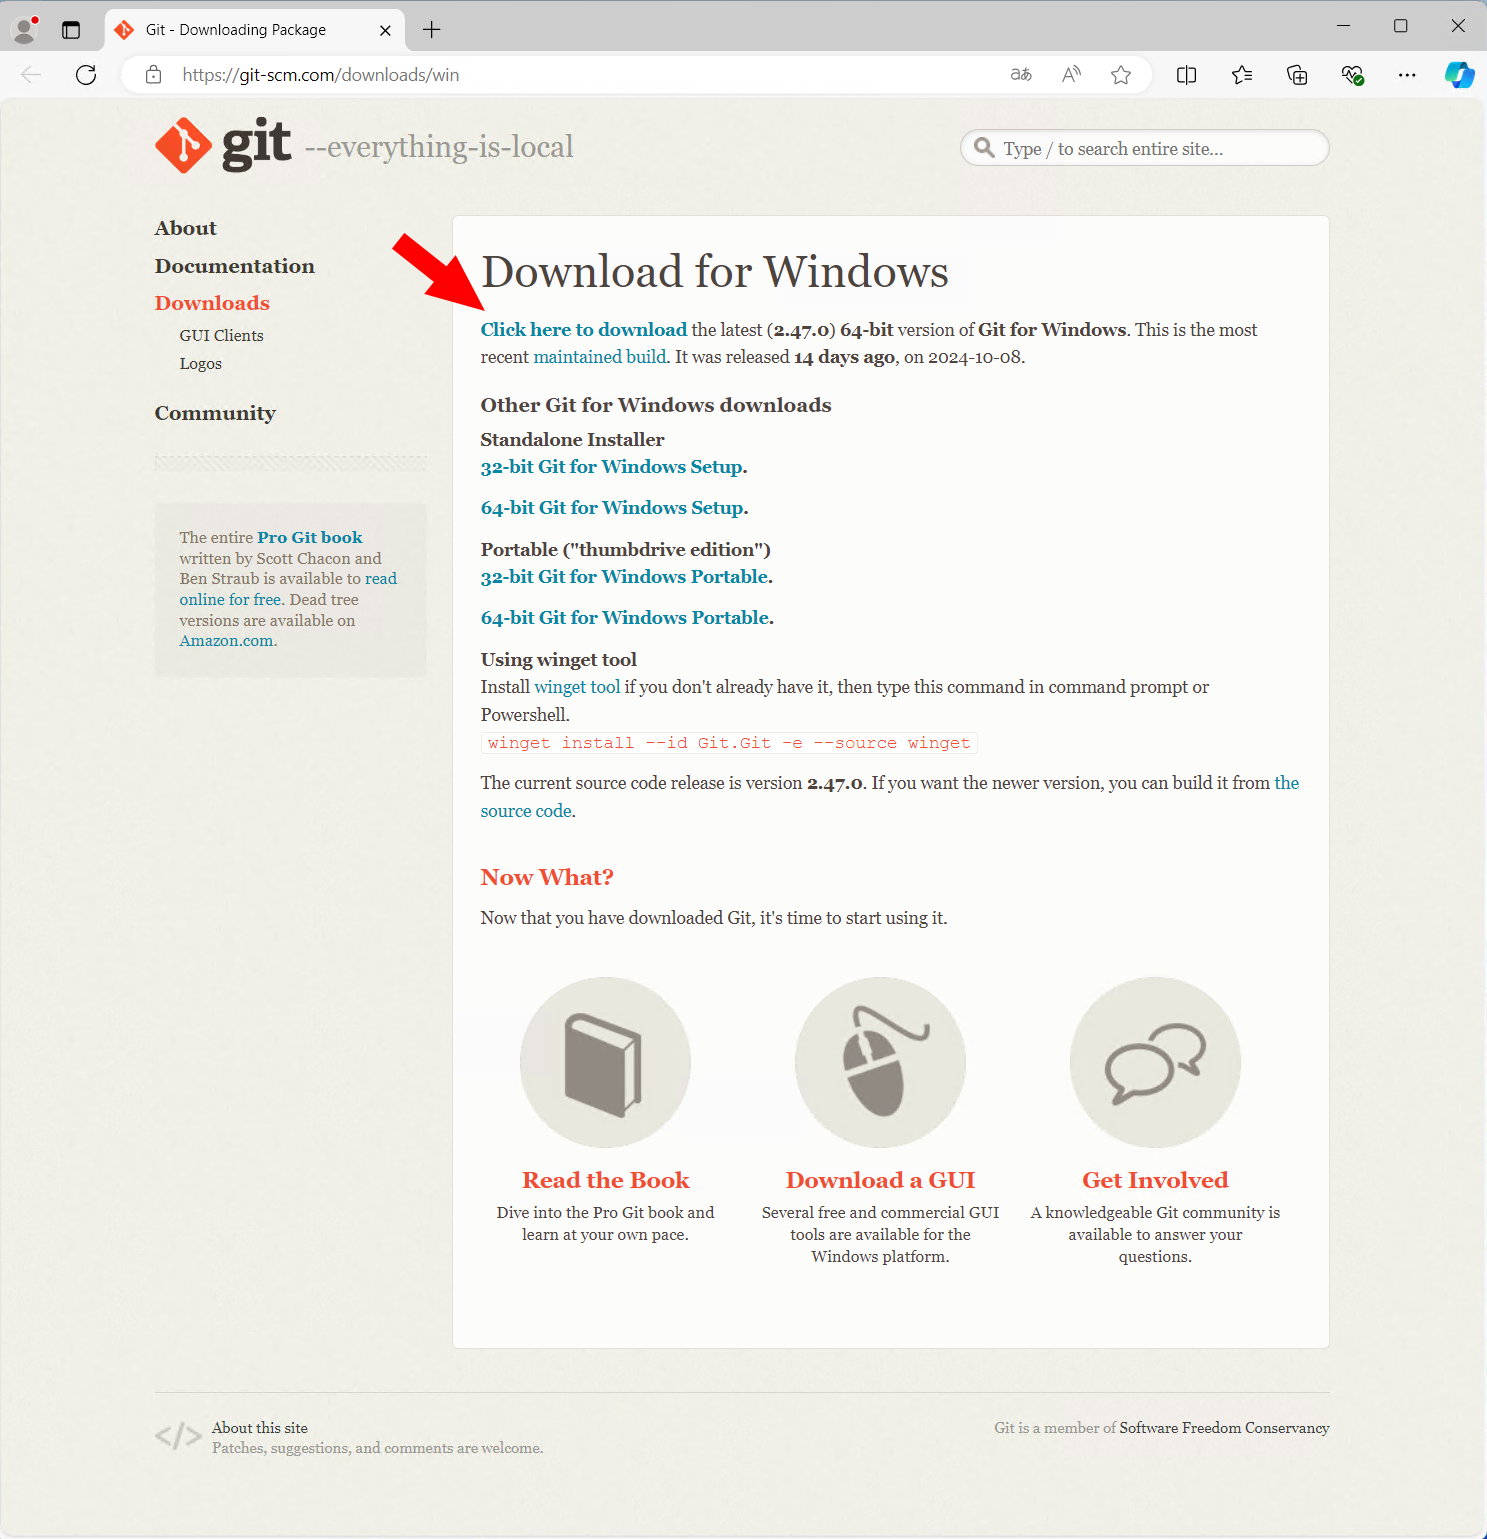 Git - Downloading Package
https://git-scm.com/downloads/win
git --everything-is-local
Type / to search entire site...
About
Documentation
Downloads
GUI Clients
Logos
Community
The entire Pro Git book
written by Scott Chacon and
Ben Straub is available to read
online for free. Dead tree
versions are available on
Amazon.com.
Download for Windows
Click here to download the latest (2.47.0) 64-bit version of Git for Windows. This is the most
recent maintained build. It was released 14 days ago, on 2024-10-08.
Other Git for Windows downloads
Standalone Installer
32-bit Git for Windows Setup.
64-bit Git for Windows Setup.
Portable ("thumbdrive edition")
32-bit Git for Windows Portable.
64-bit Git for Windows Portable.
Using winget tool
Install winget tool if you don't already have it, then type this command in command prompt or
Powershell.
winget install --id Git.Git -e --source winget
The current source code release is version 2.47.0. If you want the newer version, you can build it from the
source code.
Now What?
Now that you have downloaded Git, it's time to start using it.
Read the Book
Dive into the Pro Git book and
learn at your own pace.
Download a GUI
Several free and commercial GUI
tools are available for the
Windows platform.
Get Involved
A knowledgeable Git community is
available to answer your
questions.
</> About this site
Patches, suggestions, and comments are welcome.
Git is a member of Software Freedom Conservancy